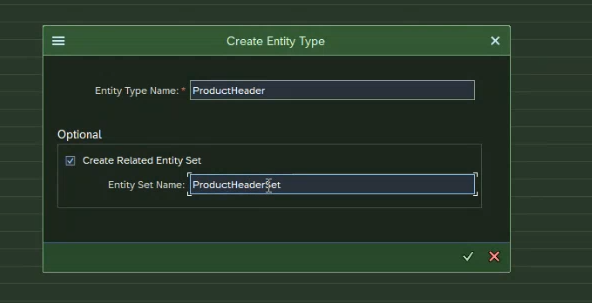 Create Entity Type
Entity Type Name: * ProductHeader
Optional
Create Related Entity Set
Entity Set Name: ProductHeaderSet